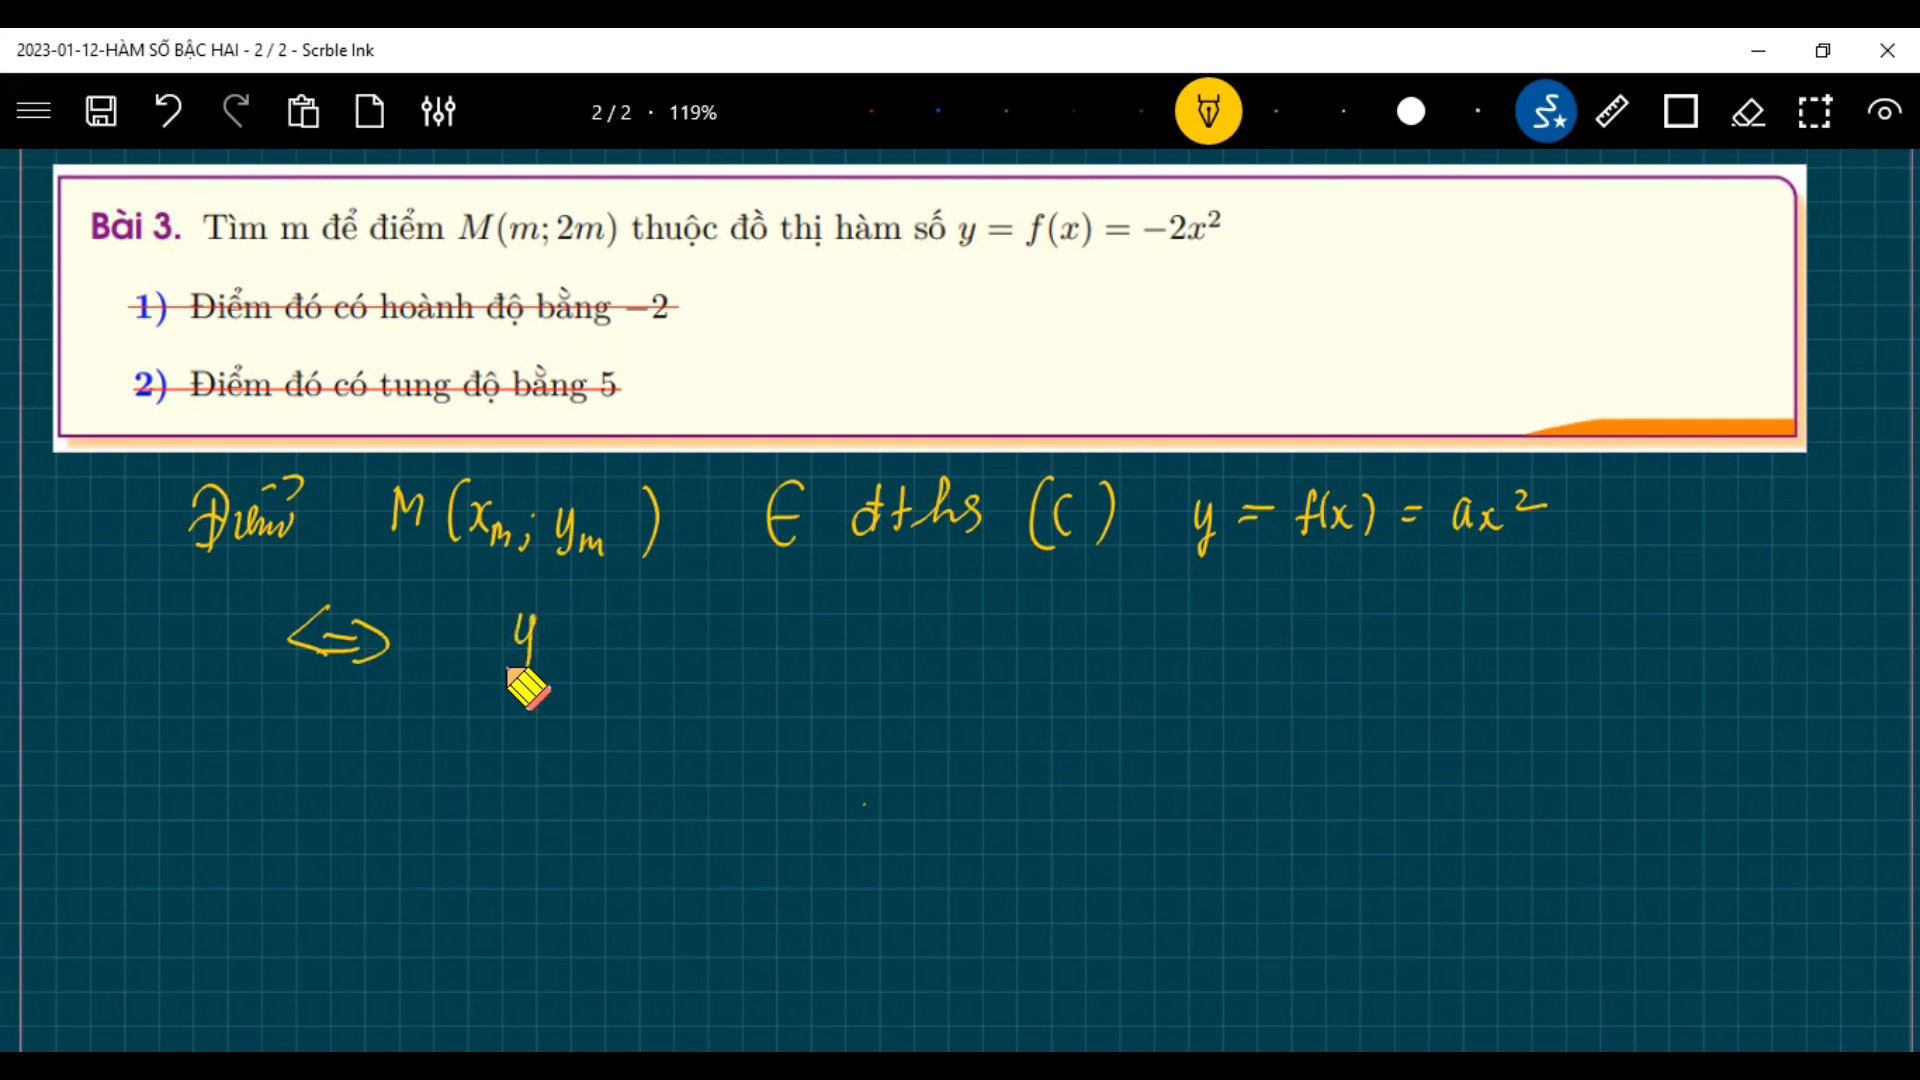 2023-01-12-HÀM SỐ BẬC HAI - 2 / 2 - Scrble Ink
2 / 2 · 119%
Bài 3. Tìm m để điểm M(m; 2m) thuộc đồ thị hàm số y = f(x) = −2x²
1) Điểm đó có hoành độ bằng −2
2) Điểm đó có tung độ bằng 5
Điểm M (xₘ; yₘ) ∈ đths (C) y = f(x) = ax²
<=> y